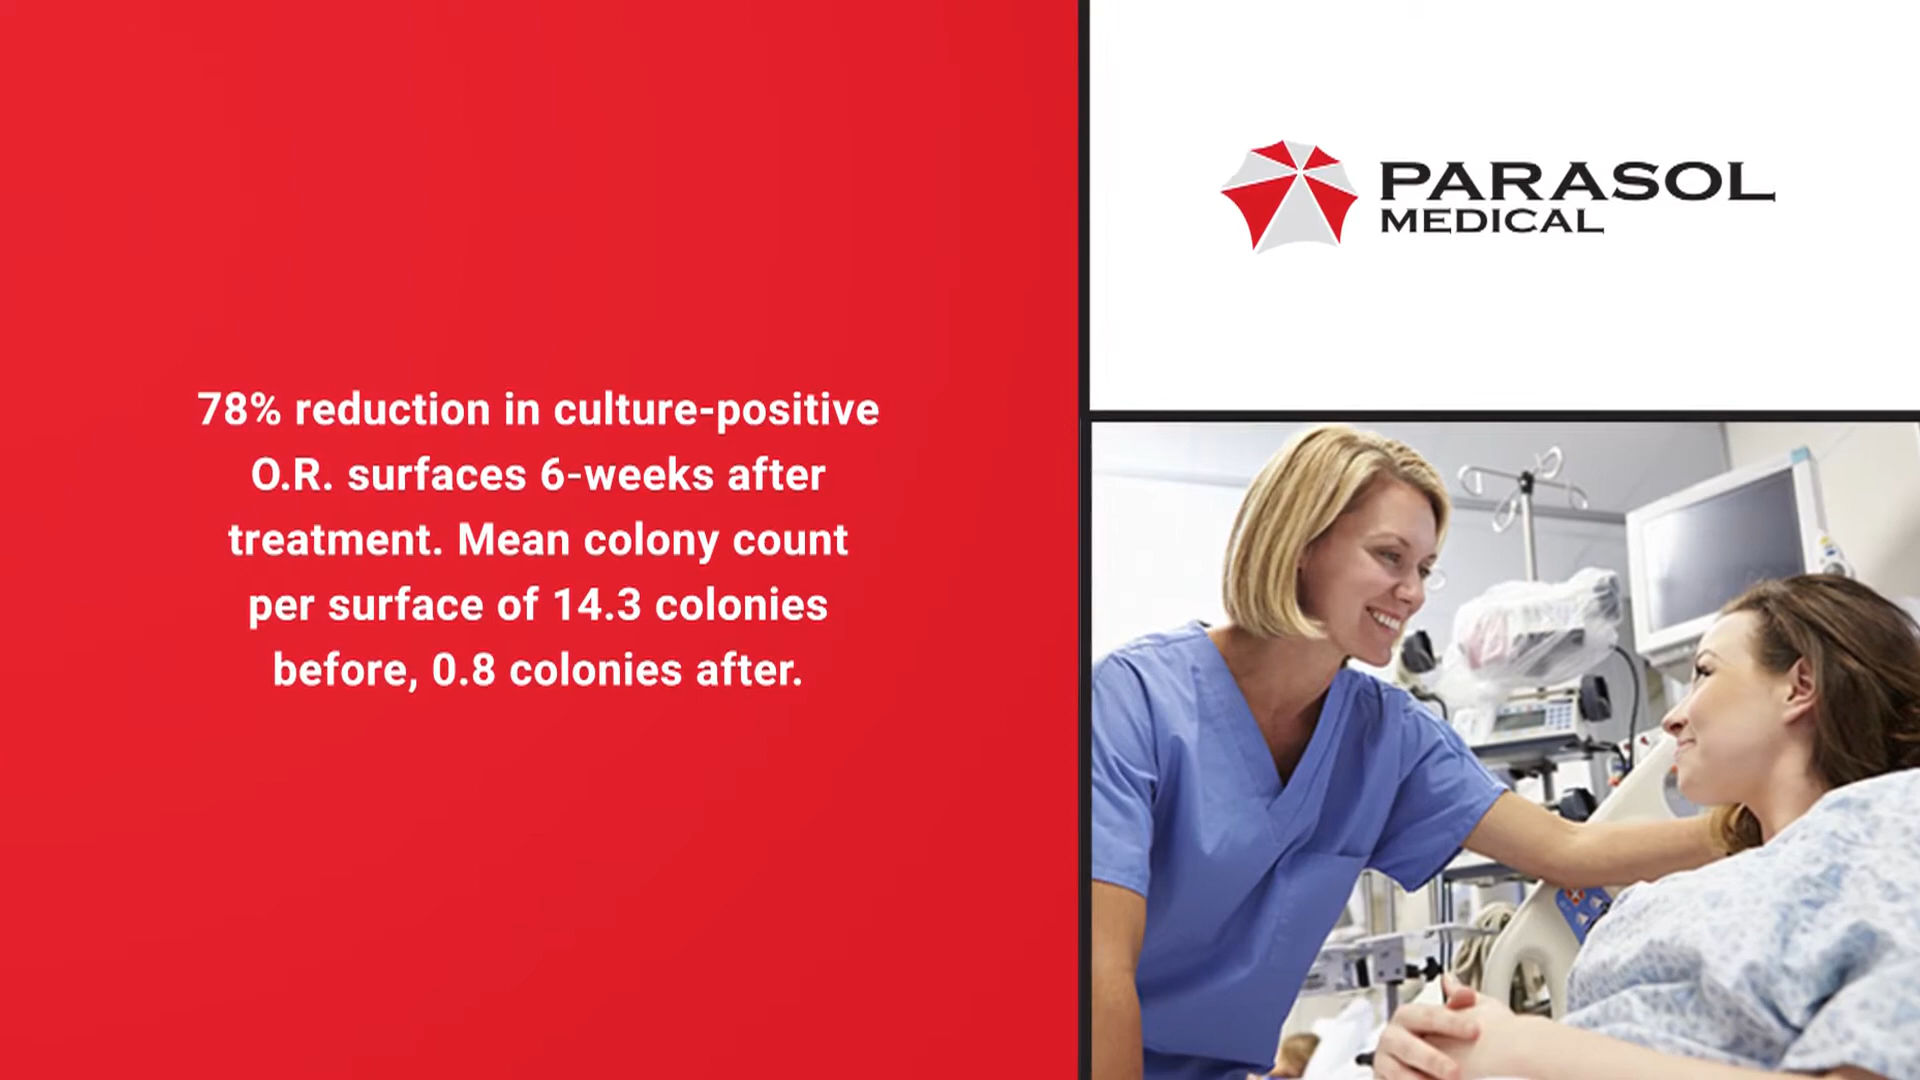 78% reduction in culture-positive
O.R. surfaces 6-weeks after
treatment. Mean colony count
per surface of 14.3 colonies
before, 0.8 colonies after.
PARASOL
MEDICAL